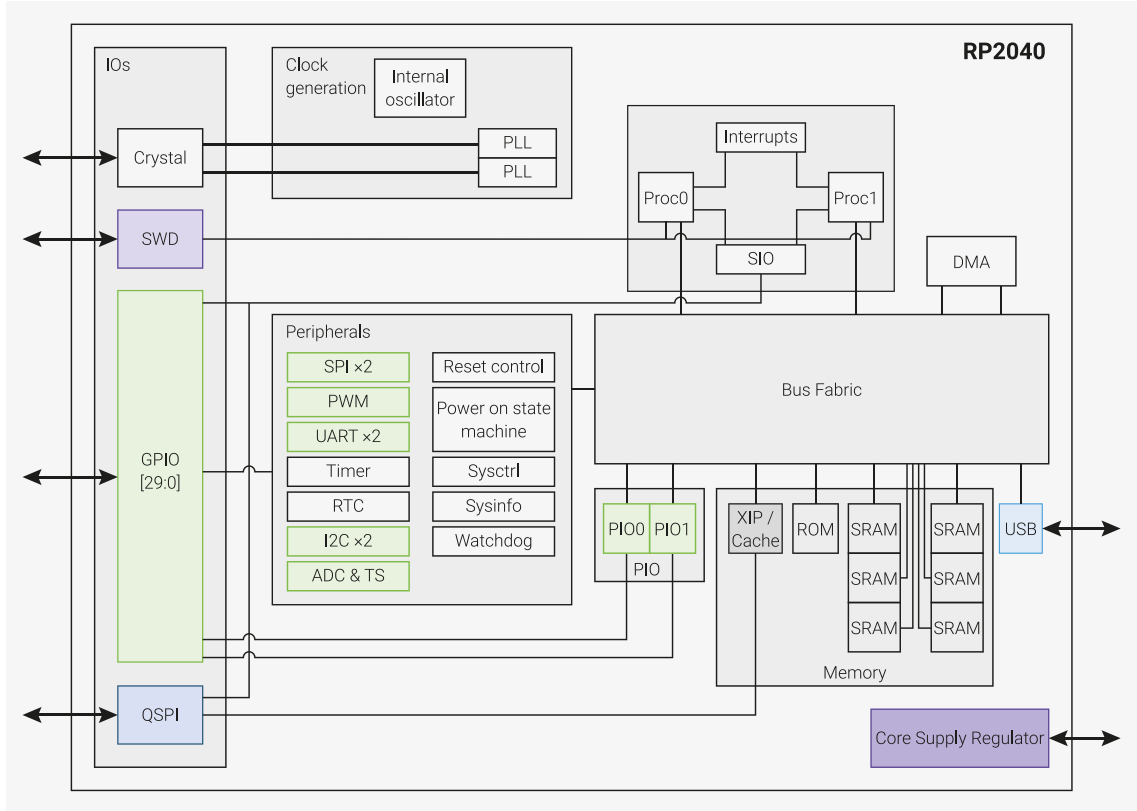 RP2040
IOs
Crystal
SWD
GPIO
[29:0]
QSPI
Clock
generation
Internal
oscillator
PLL
PLL
Interrupts
Proc0
Proc1
SIO
DMA
Peripherals
SPI ×2
PWM
UART ×2
Timer
RTC
I2C ×2
ADC & TS
Reset control
Power on state
machine
Sysctrl
Sysinfo
Watchdog
Bus Fabric
PIO0
PIO1
PIO
XIP /
Cache
ROM
SRAM
SRAM
SRAM
SRAM
SRAM
SRAM
Memory
USB
Core Supply Regulator